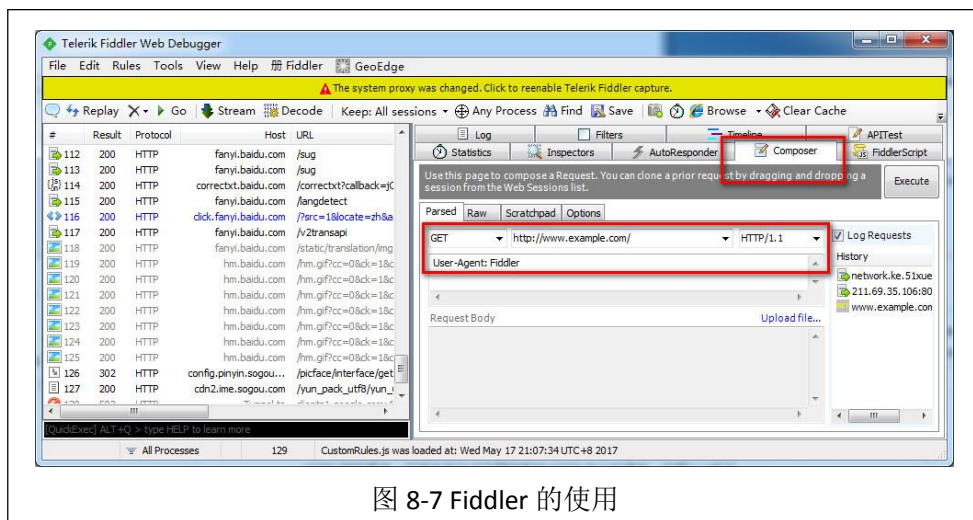 Telerik Fiddler Web Debugger
File Edit Rules Tools View Help 册 Fiddler GeoEdge
The system proxy was changed. Click to reenable Telerik Fiddler capture.
Replay Go Stream Decode Keep: All sessions Any Process Find Save Browse Clear Cache
# Result Protocol Host URL
112 200 HTTP fanyi.baidu.com /sug
113 200 HTTP fanyi.baidu.com /sug
114 200 HTTP correctxt.baidu.com /correctxt?callback=jQ
115 200 HTTP fanyi.baidu.com /langdetect
116 200 HTTP click.fanyi.baidu.com /?src=1&locate=zh&a
117 200 HTTP fanyi.baidu.com /v2transapi
118 200 HTTP fanyi.baidu.com /static/translation/img
119 200 HTTP hm.baidu.com /hm.gif?cc=0&ck=1&c
120 200 HTTP hm.baidu.com /hm.gif?cc=0&ck=1&c
121 200 HTTP hm.baidu.com /hm.gif?cc=0&ck=1&c
122 200 HTTP hm.baidu.com /hm.gif?cc=0&ck=1&c
123 200 HTTP hm.baidu.com /hm.gif?cc=0&ck=1&c
124 200 HTTP hm.baidu.com /hm.gif?cc=0&ck=1&c
125 200 HTTP hm.baidu.com /hm.gif?cc=0&ck=1&c
126 302 HTTP config.pinyin.sogou... /picface/interface/get
127 200 HTTP cdn2.ime.sogou.com /yun_pack_utf8/yun_
[QuickExec] ALT+Q > type HELP to learn more
Log Filters Timeline APITest
Statistics Inspectors AutoResponder Composer FiddlerScript
Use this page to compose a Request. You can clone a prior request by dragging and dropping a
session from the Web Sessions list.
Execute
Parsed Raw Scratchpad Options
GET http://www.example.com/ HTTP/1.1
User-Agent: Fiddler
Log Requests
History
network.ke.51xue
211.69.35.106:80
www.example.con
Request Body Upload file...
All Processes 129 CustomRules.js was loaded at: Wed May 17 21:07:34 UTC+8 2017
图 8-7 Fiddler 的使用